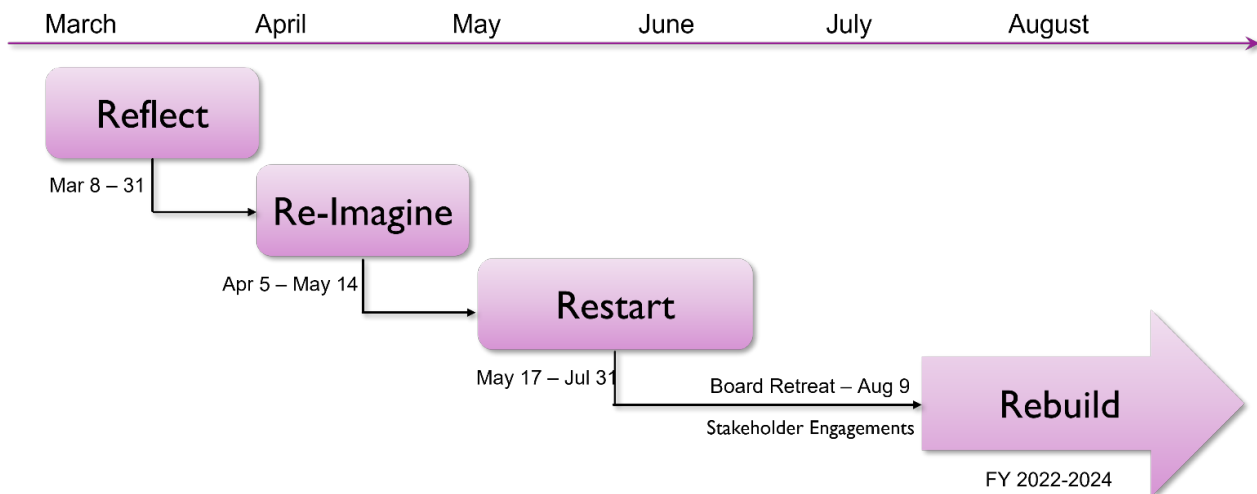 March April May June July August
Reflect
Mar 8 – 31
Re-Imagine
Apr 5 – May 14
Restart
May 17 – Jul 31
Board Retreat – Aug 9
Stakeholder Engagements
Rebuild
FY 2022-2024